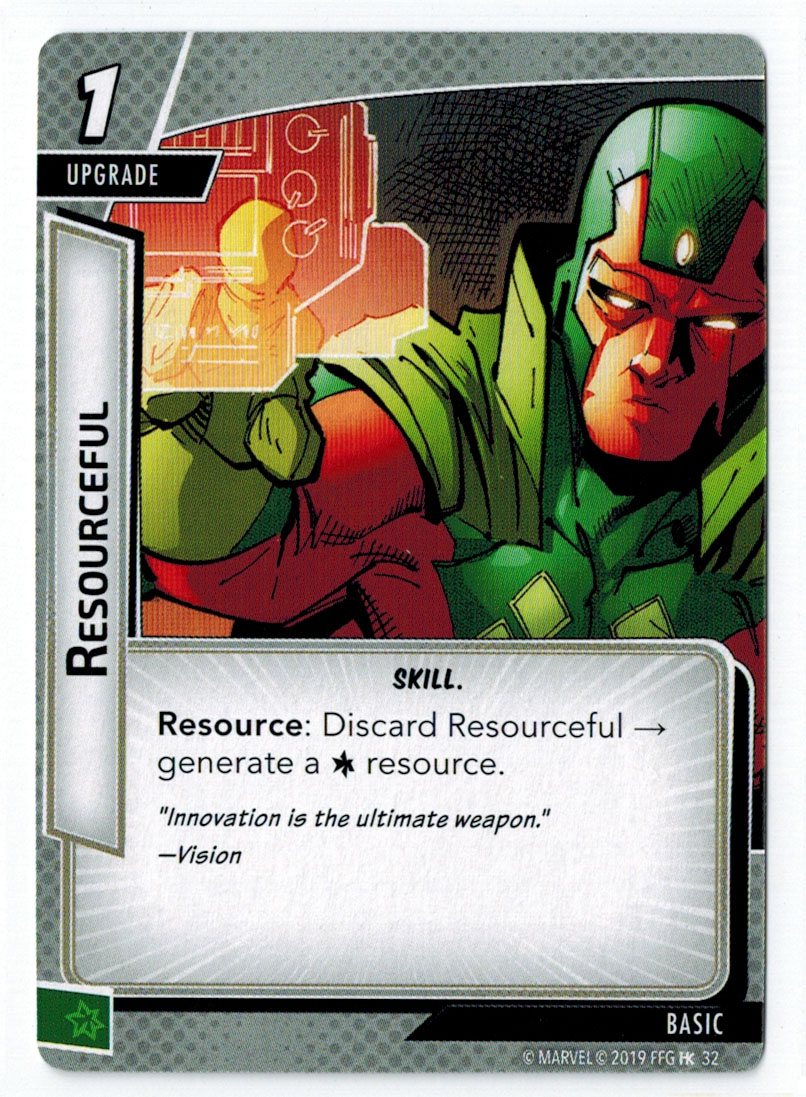 1
UPGRADE
RESOURCEFUL
SKILL.
Resource: Discard Resourceful →
generate a resource.
"Innovation is the ultimate weapon."
—Vision
BASIC
© MARVEL © 2019 FFG HK 32